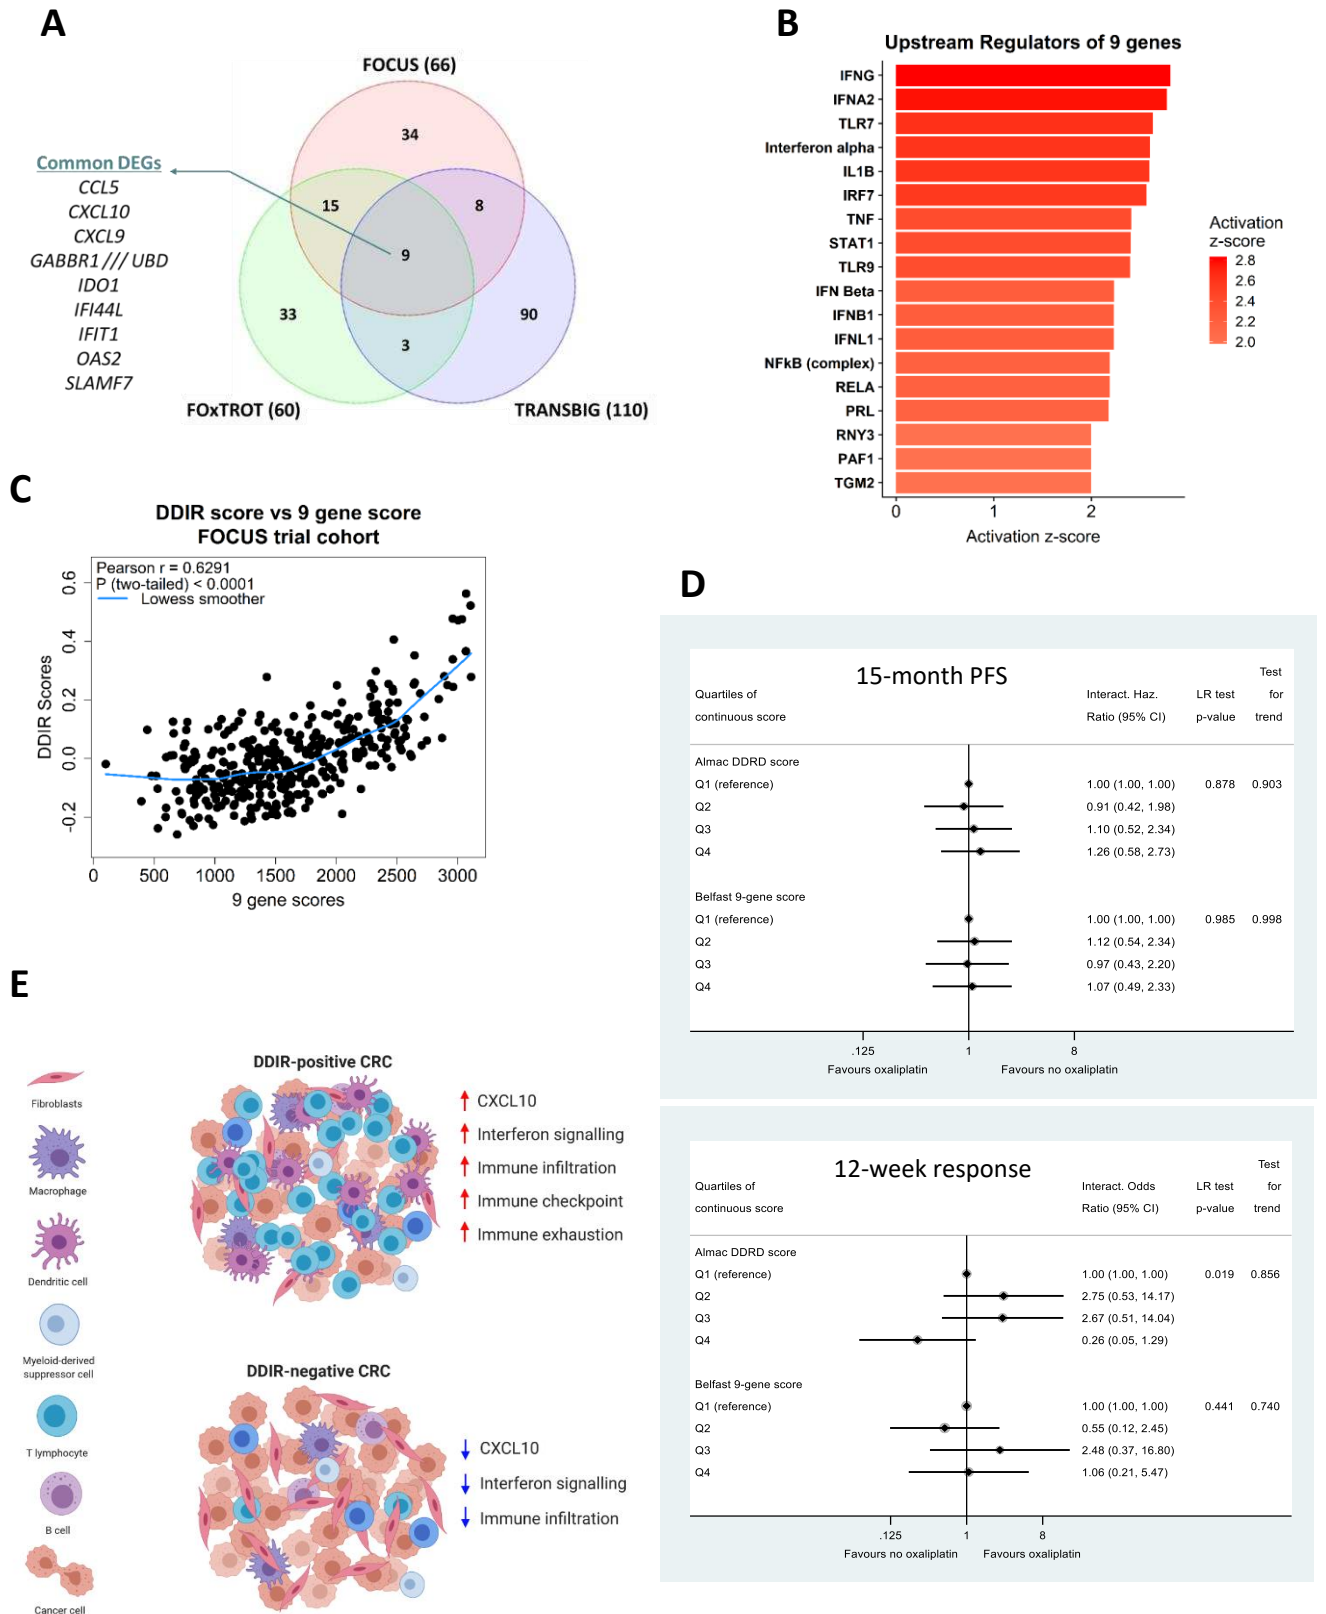 A
FOCUS (66)
34
15
8
9
33
90
3
FOxTROT (60)
TRANSBIG (110)
Common DEGs
CCL5
CXCL10
CXCL9
GABBR1 /// UBD
IDO1
IFI44L
IFIT1
OAS2
SLAMF7
B
Upstream Regulators of 9 genes
IFNG
IFNA2
TLR7
Interferon alpha
IL1B
IRF7
TNF
STAT1
TLR9
IFN Beta
IFNB1
IFNL1
NFkB (complex)
RELA
PRL
RNY3
PAF1
TGM2
0 1 2
Activation z-score
Activation
z-score
2.8
2.6
2.4
2.2
2.0
C
DDIR score vs 9 gene score
FOCUS trial cohort
Pearson r = 0.6291
P (two-tailed) < 0.0001
Lowess smoother
DDIR Scores
0.6
0.4
0.2
0.0
-0.2
0 500 1000 1500 2000 2500 3000
9 gene scores
D
15-month PFS
Quartiles of
continuous score
Interact. Haz.
Ratio (95% CI)
LR test
p-value
Test
for
trend
Almac DDRD score
Q1 (reference) 1.00 (1.00, 1.00) 0.878 0.903
Q2 0.91 (0.42, 1.98)
Q3 1.10 (0.52, 2.34)
Q4 1.26 (0.58, 2.73)
Belfast 9-gene score
Q1 (reference) 1.00 (1.00, 1.00) 0.985 0.998
Q2 1.12 (0.54, 2.34)
Q3 0.97 (0.43, 2.20)
Q4 1.07 (0.49, 2.33)
.125 1 8
Favours oxaliplatin Favours no oxaliplatin
12-week response
Quartiles of
continuous score
Interact. Odds
Ratio (95% CI)
LR test
p-value
Test
for
trend
Almac DDRD score
Q1 (reference) 1.00 (1.00, 1.00) 0.019 0.856
Q2 2.75 (0.53, 14.17)
Q3 2.67 (0.51, 14.04)
Q4 0.26 (0.05, 1.29)
Belfast 9-gene score
Q1 (reference) 1.00 (1.00, 1.00) 0.441 0.740
Q2 0.55 (0.12, 2.45)
Q3 2.48 (0.37, 16.80)
Q4 1.06 (0.21, 5.47)
.125 1 8
Favours no oxaliplatin Favours oxaliplatin
E
Fibroblasts
Macrophage
Dendritic cell
Myeloid-derived
suppressor cell
T lymphocyte
B cell
Cancer cell
DDIR-positive CRC
↑ CXCL10
↑ Interferon signalling
↑ Immune infiltration
↑ Immune checkpoint
↑ Immune exhaustion
DDIR-negative CRC
↓ CXCL10
↓ Interferon signalling
↓ Immune infiltration